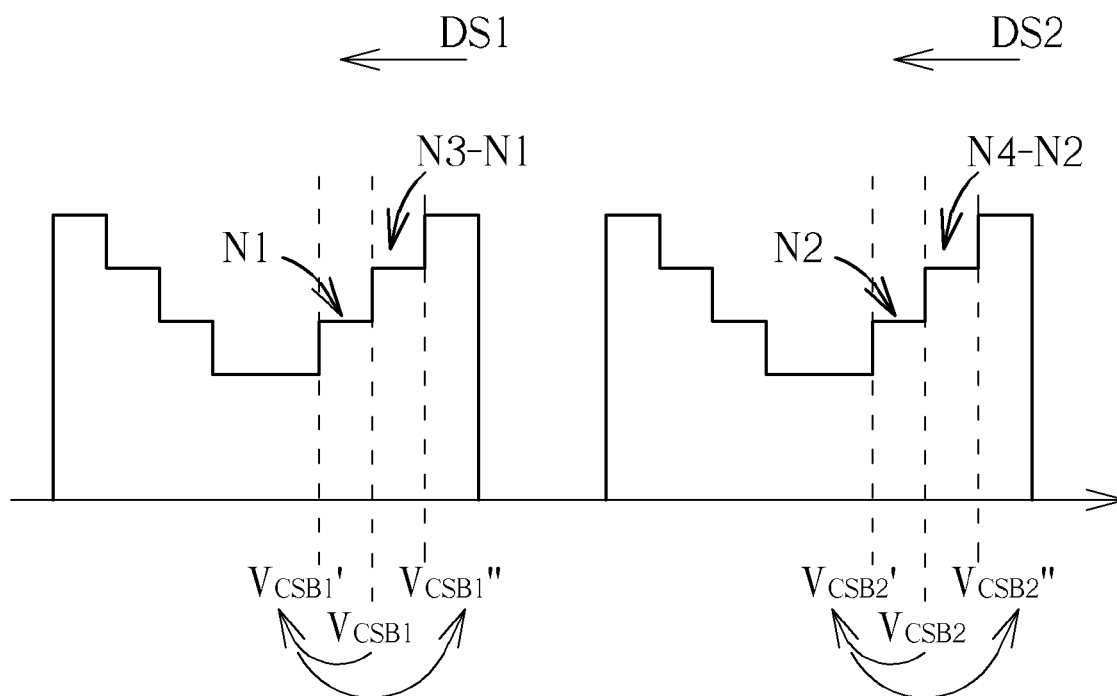 DS1 DS2
N3-N1 N4-N2
N1 N2
VCSB1' VCSB1" VCSB2' VCSB2"
VCSB1 VCSB2